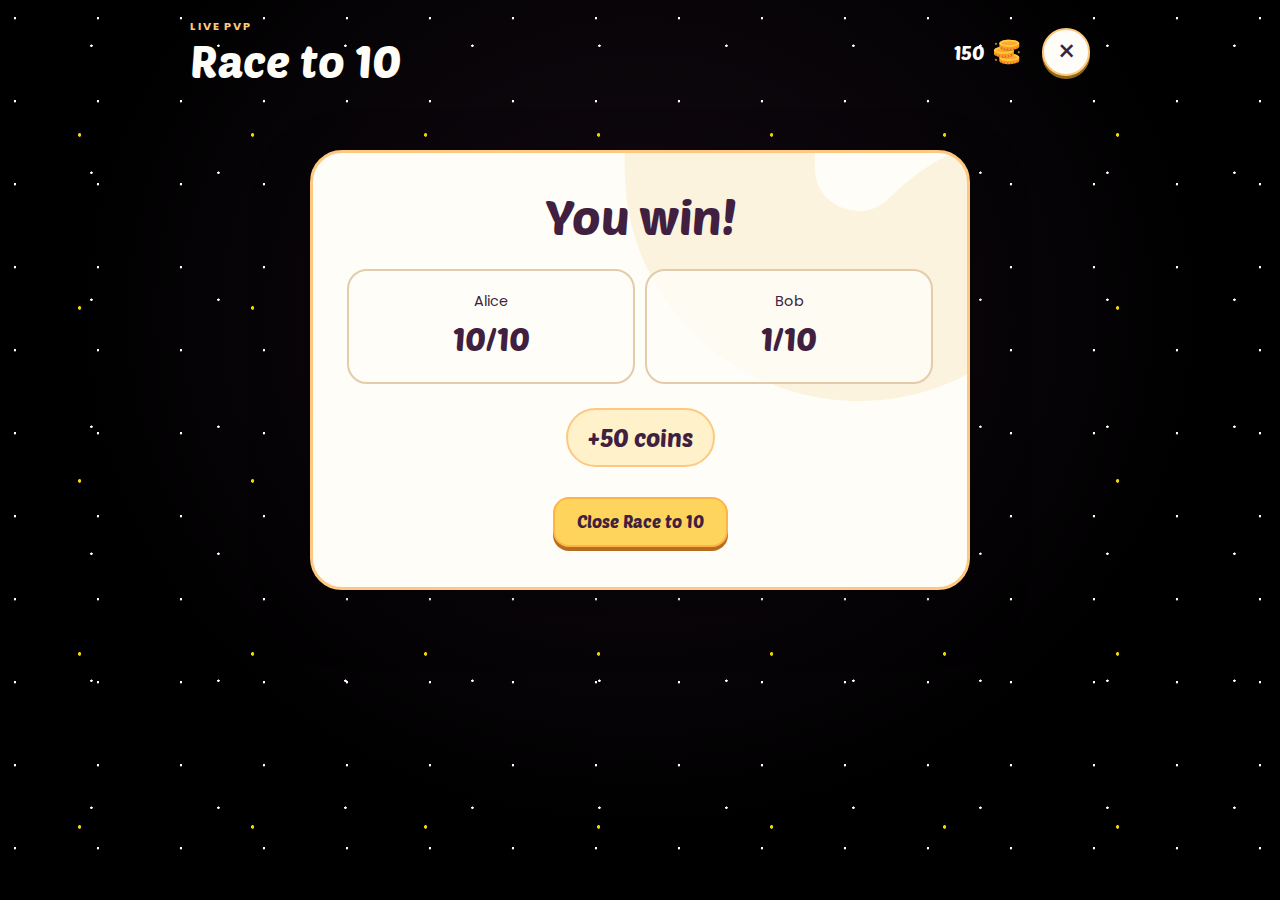 LIVE PVP
Race to 10
150
×
You win!
Alice
10/10
Bob
1/10
+50 coins
Close Race to 10